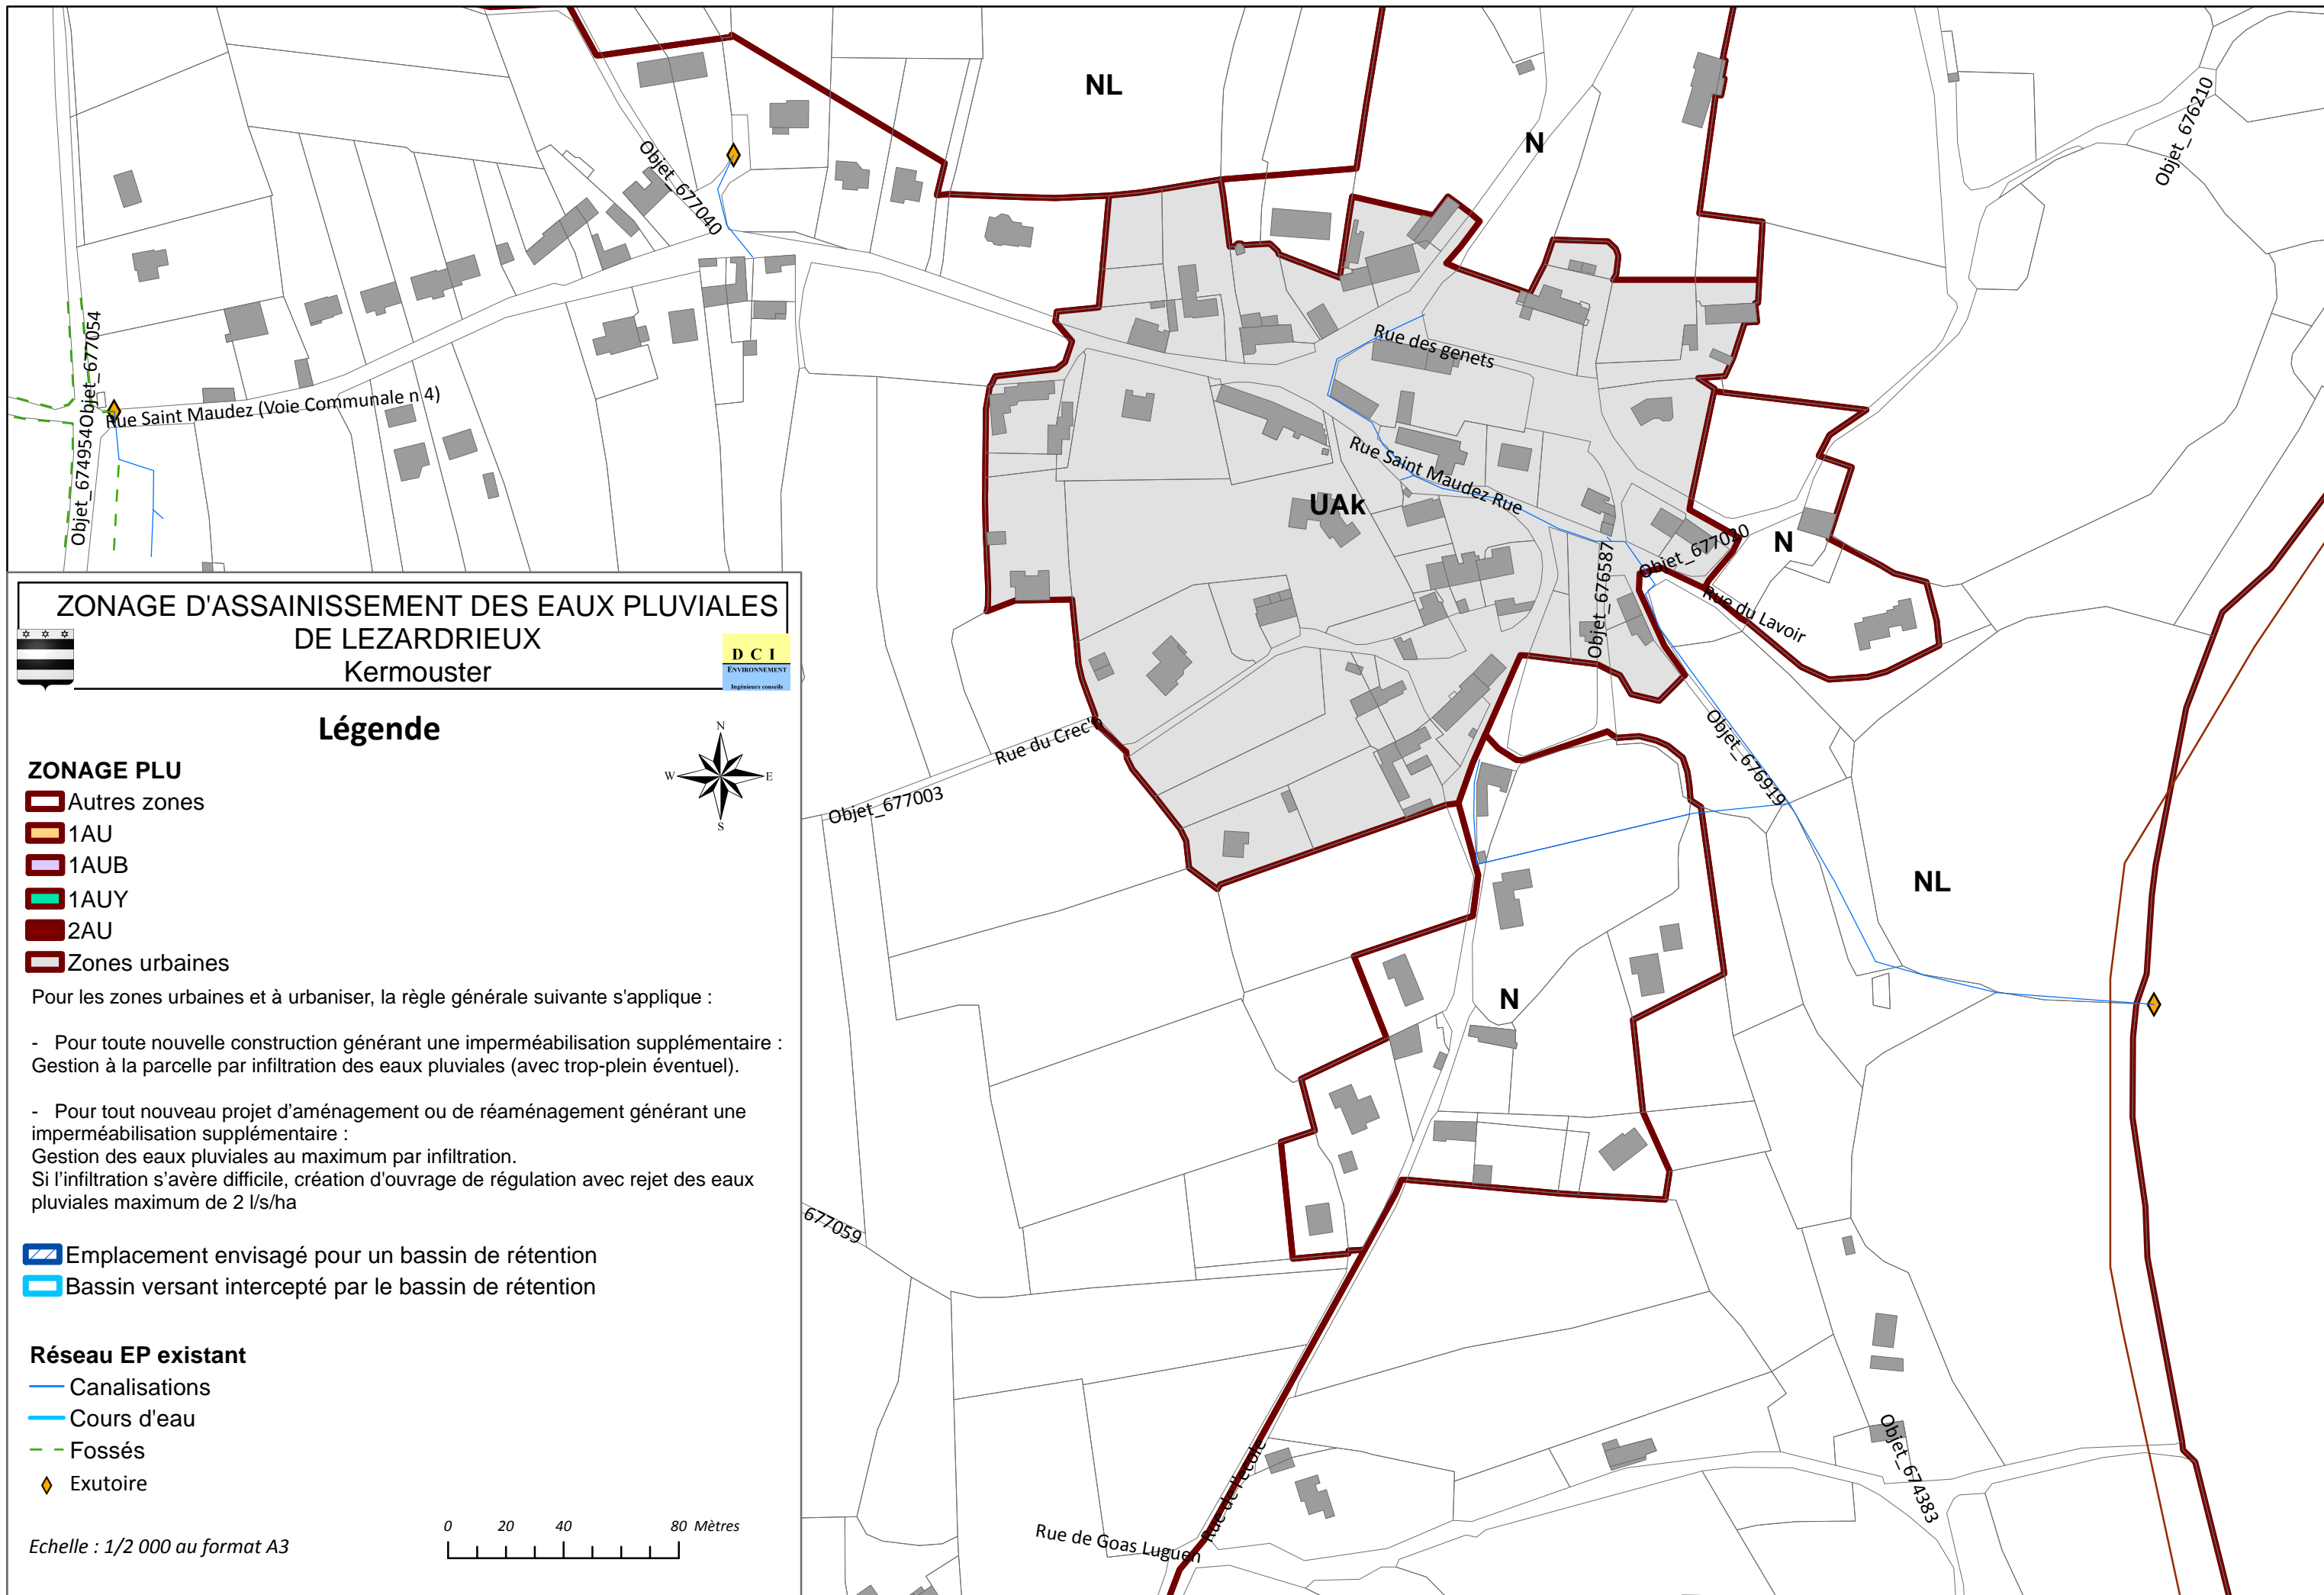 NL
N
Objet_676210
Objet_677040
Objet_677054
Objet_674954
Rue Saint Maudez (Voie Communale n 4)
Rue des genets
Rue Saint Maudez Rue
UAk
Objet_676587
Objet_677020
N
Rue du Lavoir
Objet_676919
Rue du Crec'h
Objet_677003
NL
N
677059
Objet_674383
Rue de l'école
Rue de Goas Luguen
ZONAGE D'ASSAINISSEMENT DES EAUX PLUVIALES
DE LEZARDRIEUX
Kermouster
D C I
ENVIRONNEMENT
Ingénieurs conseils
Légende
N
W
E
S
ZONAGE PLU
Autres zones
1AU
1AUB
1AUY
2AU
Zones urbaines
Pour les zones urbaines et à urbaniser, la règle générale suivante s'applique :
- Pour toute nouvelle construction générant une imperméabilisation supplémentaire :
Gestion à la parcelle par infiltration des eaux pluviales (avec trop-plein éventuel).
- Pour tout nouveau projet d’aménagement ou de réaménagement générant une
imperméabilisation supplémentaire :
Gestion des eaux pluviales au maximum par infiltration.
Si l’infiltration s’avère difficile, création d'ouvrage de régulation avec rejet des eaux
pluviales maximum de 2 l/s/ha
Emplacement envisagé pour un bassin de rétention
Bassin versant intercepté par le bassin de rétention
Réseau EP existant
Canalisations
Cours d'eau
Fossés
Exutoire
0 20 40 80 Mètres
Echelle : 1/2 000 au format A3